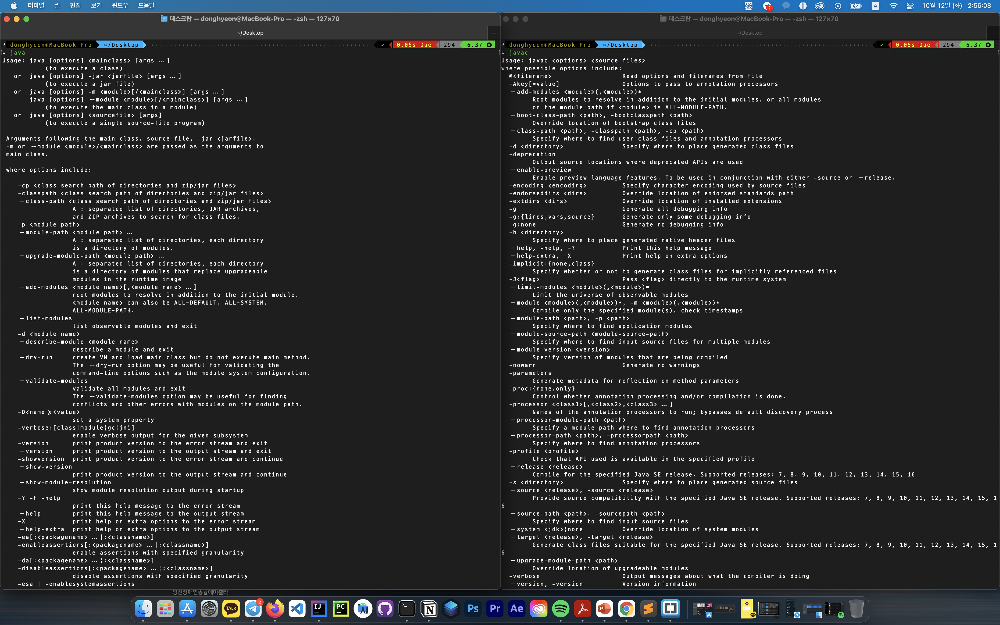 터미널 셸 편집 보기 윈도우 도움말
2 A 10월 12일 (화) 2:56:08
데스크탑 — donghyeon@MacBook-Pro — -zsh — 127×70
~/Desktop
donghyeon@MacBook-Pro ~/Desktop ✔ 0.05s Due 294 6.37
java
Usage: java [options] <mainclass> [args ...]
(to execute a class)
or java [options] -jar <jarfile> [args ...]
(to execute a jar file)
or java [options] -m <module>[/<mainclass>] [args ...]
java [options] --module <module>[/<mainclass>] [args ...]
(to execute the main class in a module)
or java [options] <sourcefile> [args]
(to execute a single source-file program)
Arguments following the main class, source file, -jar <jarfile>,
-m or --module <module>/<mainclass> are passed as the arguments to
main class.
where options include:
-cp <class search path of directories and zip/jar files>
-classpath <class search path of directories and zip/jar files>
--class-path <class search path of directories and zip/jar files>
A : separated list of directories, JAR archives,
and ZIP archives to search for class files.
-p <module path>
--module-path <module path> ...
A : separated list of directories, each directory
is a directory of modules.
--upgrade-module-path <module path> ...
A : separated list of directories, each directory
is a directory of modules that replace upgradeable
modules in the runtime image
--add-modules <module name>[,<module name> ...]
root modules to resolve in addition to the initial module.
<module name> can also be ALL-DEFAULT, ALL-SYSTEM,
ALL-MODULE-PATH.
--list-modules
list observable modules and exit
-d <module name>
--describe-module <module name>
describe a module and exit
--dry-run create VM and load main class but do not execute main method.
The --dry-run option may be useful for validating the
command-line options such as the module system configuration.
--validate-modules
validate all modules and exit
The --validate-modules option may be useful for finding
conflicts and other errors with modules on the module path.
-D<name>=<value>
set a system property
-verbose:[class|module|gc|jni]
enable verbose output for the given subsystem
-version print product version to the error stream and exit
--version print product version to the output stream and exit
-showversion print product version to the error stream and continue
--show-version
print product version to the output stream and continue
--show-module-resolution
show module resolution output during startup
-? -h -help
print this help message to the error stream
--help print this help message to the output stream
-X print help on extra options to the error stream
--help-extra print help on extra options to the output stream
-ea[:<packagename> ...|:<classname>]
-enableassertions[:<packagename> ...|:<classname>]
enable assertions with specified granularity
-da[:<packagename> ...|:<classname>]
-disableassertions[:<packagename> ...|:<classname>]
disable assertions with specified granularity
-esa | -enablesystemassertions
데스크탑 — donghyeon@MacBook-Pro — -zsh — 127×70
~/Desktop
donghyeon@MacBook-Pro ~/Desktop ✔ 0.05s Due 294 6.37
javac
Usage: javac <options> <source files>
where possible options include:
@<filename> Read options and filenames from file
-Akey[=value] Options to pass to annotation processors
--add-modules <module>(,<module>)*
Root modules to resolve in addition to the initial modules, or all modules
on the module path if <module> is ALL-MODULE-PATH.
--boot-class-path <path>, -bootclasspath <path>
Override location of bootstrap class files
--class-path <path>, -classpath <path>, -cp <path>
Specify where to find user class files and annotation processors
-d <directory> Specify where to place generated class files
-deprecation
Output source locations where deprecated APIs are used
--enable-preview
Enable preview language features. To be used in conjunction with either -source or --release.
-encoding <encoding> Specify character encoding used by source files
-endorseddirs <dirs> Override location of endorsed standards path
-extdirs <dirs> Override location of installed extensions
-g Generate all debugging info
-g:{lines,vars,source} Generate only some debugging info
-g:none Generate no debugging info
-h <directory>
Specify where to place generated native header files
--help, -help, -? Print this help message
--help-extra, -X Print help on extra options
-implicit:{none,class}
Specify whether or not to generate class files for implicitly referenced files
-J<flag> Pass <flag> directly to the runtime system
--limit-modules <module>(,<module>)*
Limit the universe of observable modules
--module <module>(,<module>)*, -m <module>(,<module>)*
Compile only the specified module(s), check timestamps
--module-path <path>, -p <path>
Specify where to find application modules
--module-source-path <module-source-path>
Specify where to find input source files for multiple modules
--module-version <version>
Specify version of modules that are being compiled
-nowarn Generate no warnings
-parameters
Generate metadata for reflection on method parameters
-proc:{none,only}
Control whether annotation processing and/or compilation is done.
-processor <class1>[,<class2>,<class3> ...]
Names of the annotation processors to run; bypasses default discovery process
--processor-module-path <path>
Specify a module path where to find annotation processors
--processor-path <path>, -processorpath <path>
Specify where to find annotation processors
-profile <profile>
Check that API used is available in the specified profile
--release <release>
Compile for the specified Java SE release. Supported releases: 7, 8, 9, 10, 11, 12, 13, 14, 15, 16
-s <directory> Specify where to place generated source files
--source <release>, -source <release>
Provide source compatibility with the specified Java SE release. Supported releases: 7, 8, 9, 10, 11, 12, 13, 14, 15, 1
6
--source-path <path>, -sourcepath <path>
Specify where to find input source files
--system <jdk>|none Override location of system modules
--target <release>, -target <release>
Generate class files suitable for the specified Java SE release. Supported releases: 7, 8, 9, 10, 11, 12, 13, 14, 15, 1
6
--upgrade-module-path <path>
Override location of upgradeable modules
-verbose Output messages about what the compiler is doing
--version, -version Version information
TALK 2 IJ PC N Ps Pr Ae P